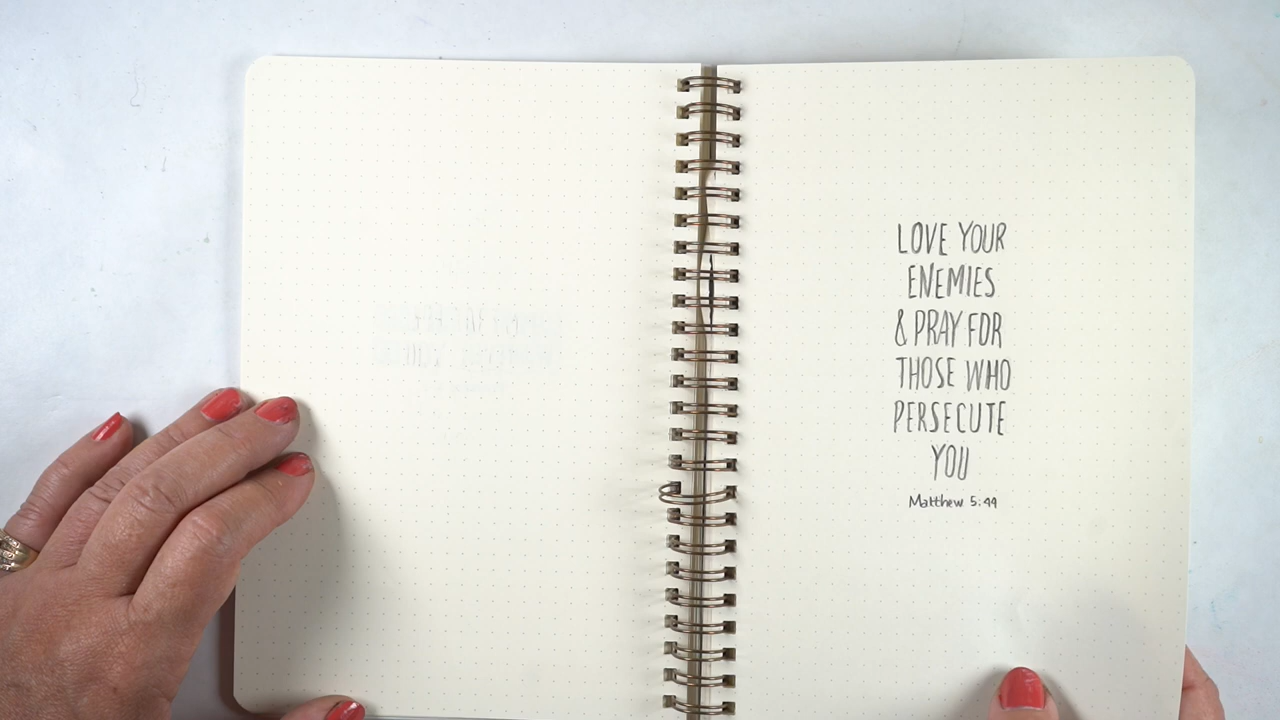 LOVE YOUR
ENEMIES
& PRAY FOR
THOSE WHO
PERSECUTE
YOU
Matthew 5:44